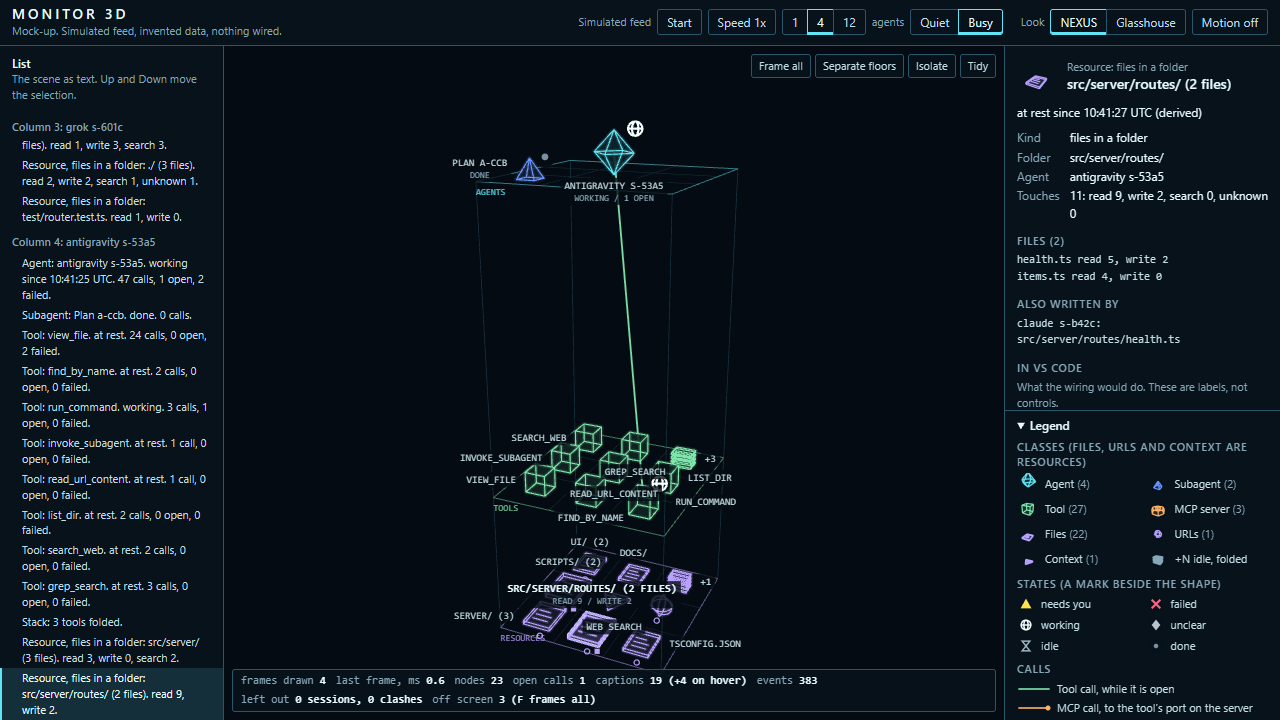 MONITOR 3D
Mock-up. Simulated feed, invented data, nothing wired.
Simulated feed Start Speed 1x 1 4 12 agents Quiet Busy Look NEXUS Glasshouse Motion off
List
The scene as text. Up and Down move
the selection.
Column 3: grok s-601c
files). read 1, write 3, search 3.
Resource, files in a folder: ./ (3 files).
read 2, write 2, search 1, unknown 1.
Resource, files in a folder:
test/router.test.ts. read 1, write 0.
Column 4: antigravity s-53a5
Agent: antigravity s-53a5. working
since 10:41:25 UTC. 47 calls, 1 open, 2
failed.
Subagent: Plan a-ccb. done. 0 calls.
Tool: view_file. at rest. 24 calls, 0 open,
2 failed.
Tool: find_by_name. at rest. 2 calls, 0
open, 0 failed.
Tool: run_command. working. 3 calls, 1
open, 0 failed.
Tool: invoke_subagent. at rest. 1 call, 0
open, 0 failed.
Tool: read_url_content. at rest. 1 call, 0
open, 0 failed.
Tool: list_dir. at rest. 2 calls, 0 open, 0
failed.
Tool: search_web. at rest. 2 calls, 0
open, 0 failed.
Tool: grep_search. at rest. 3 calls, 0
open, 0 failed.
Stack: 3 tools folded.
Resource, files in a folder: src/server/
(3 files). read 3, write 0, search 2.
Resource, files in a folder:
src/server/routes/ (2 files). read 9,
write 2.
Frame all Separate floors Isolate Tidy
PLAN A-CCB
DONE
AGENTS
ANTIGRAVITY S-53A5
WORKING / 1 OPEN
SEARCH_WEB
INVOKE_SUBAGENT
+3
GREP_SEARCH
VIEW_FILE
LIST_DIR
READ_URL_CONTENT
RUN_COMMAND
TOOLS
FIND_BY_NAME
UI/ (2)
DOCS/
SCRIPTS/ (2)
+1
SRC/SERVER/ROUTES/ (2 FILES)
READ 9 / WRITE 2
SERVER/ (3)
WEB SEARCH
RESOURCES
TSCONFIG.JSON
frames drawn 4 last frame, ms 0.6 nodes 23 open calls 1 captions 19 (+4 on hover) events 383
left out 0 sessions, 0 clashes off screen 3 (F frames all)
Resource: files in a folder
src/server/routes/ (2 files)
at rest since 10:41:27 UTC (derived)
Kind files in a folder
Folder src/server/routes/
Agent antigravity s-53a5
Touches 11: read 9, write 2, search 0, unknown
0
FILES (2)
health.ts read 5, write 2
items.ts read 4, write 0
ALSO WRITTEN BY
claude s-b42c:
src/server/routes/health.ts
IN VS CODE
What the wiring would do. These are labels, not
controls.
▼ Legend
CLASSES (FILES, URLS AND CONTEXT ARE
RESOURCES)
Agent (4) Subagent (2)
Tool (27) MCP server (3)
Files (22) URLs (1)
Context (1) +N idle, folded
STATES (A MARK BESIDE THE SHAPE)
needs you failed
working unclear
idle done
CALLS
Tool call, while it is open
MCP call, to the tool's port on the server